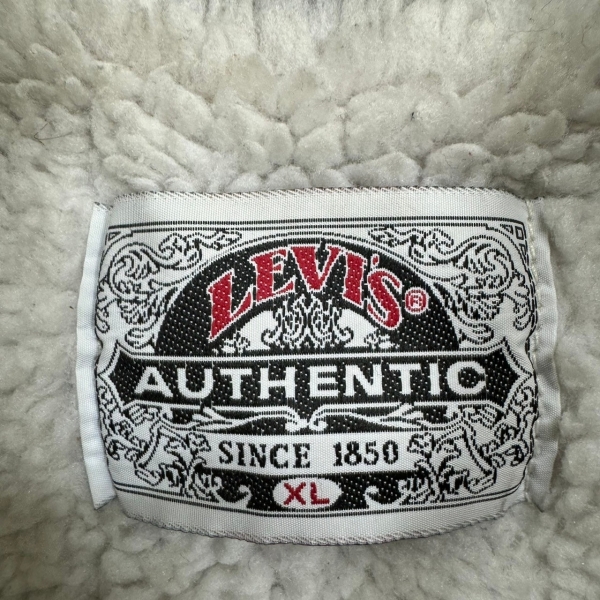 LEVI'S®
AUTHENTIC
SINCE 1850
XL